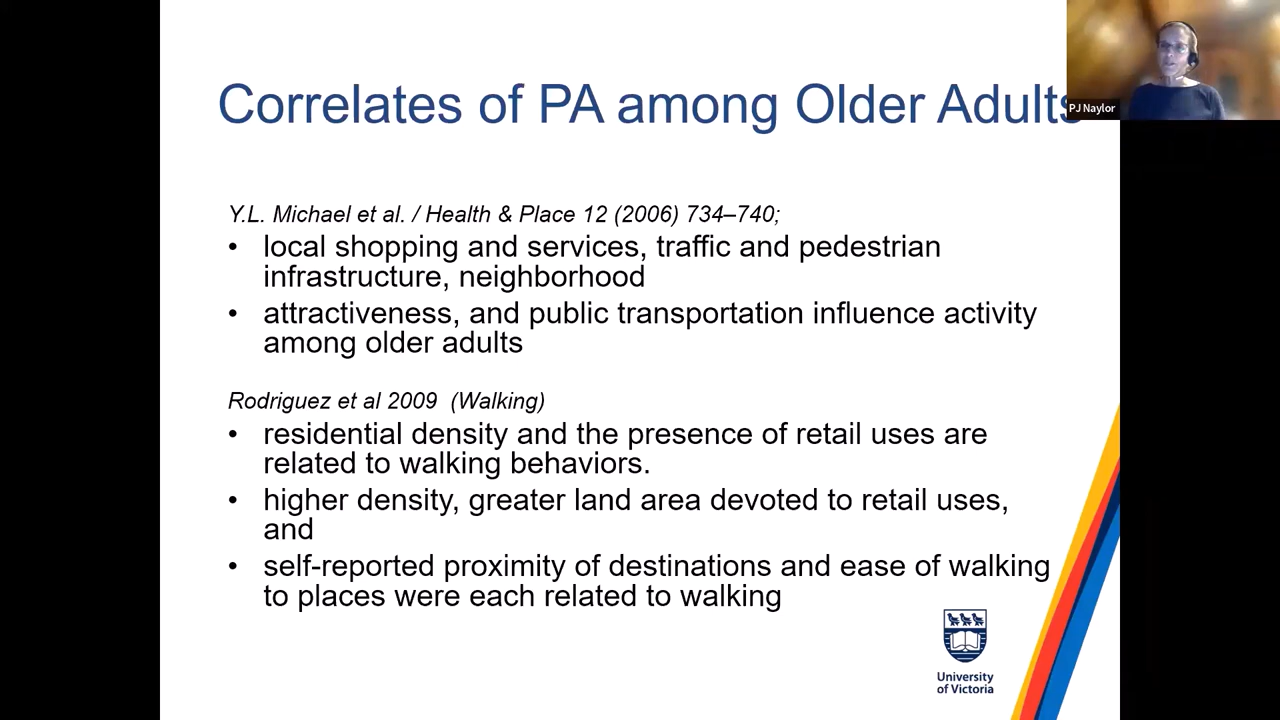 Correlates of PA among Older Adults
PJ Naylor
Y.L. Michael et al. / Health & Place 12 (2006) 734–740;
• local shopping and services, traffic and pedestrian
infrastructure, neighborhood
• attractiveness, and public transportation influence activity
among older adults
Rodriguez et al 2009 (Walking)
• residential density and the presence of retail uses are
related to walking behaviors.
• higher density, greater land area devoted to retail uses,
and
• self-reported proximity of destinations and ease of walking
to places were each related to walking
University
of Victoria